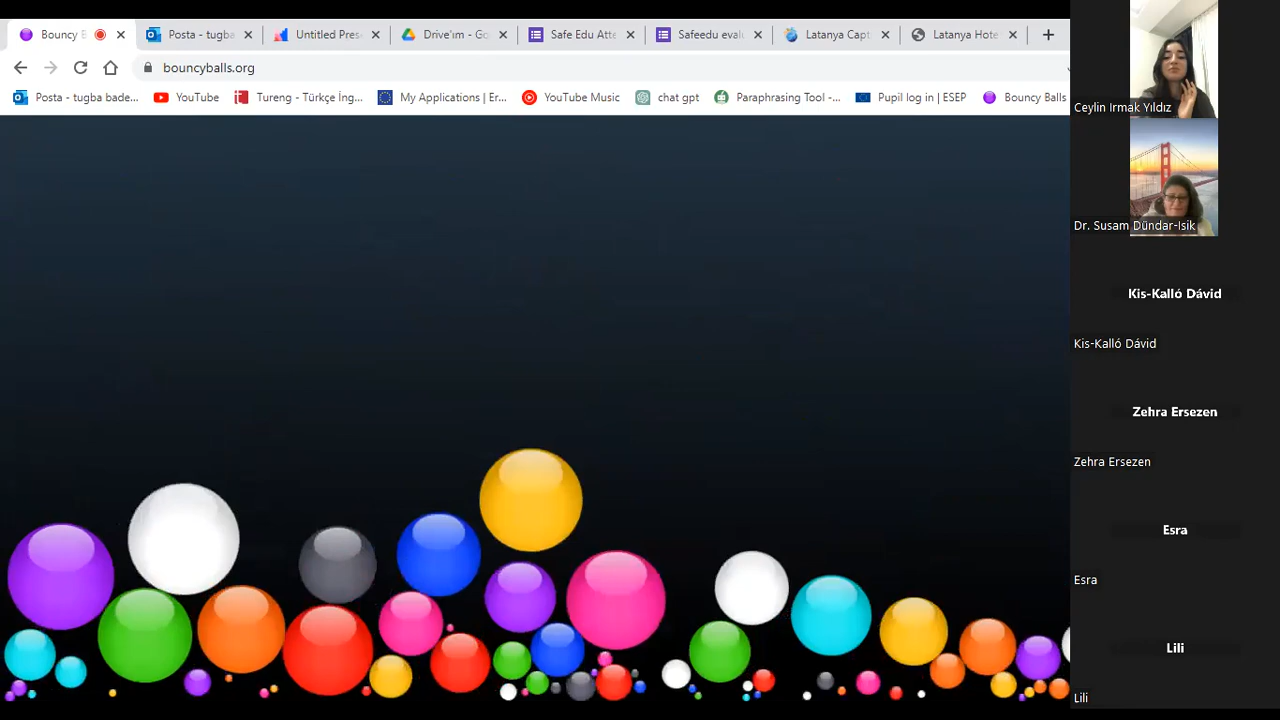 Bouncy B
Posta - tugba
Untitled Pres
Drive'ım - Go
Safe Edu Atte
Safeedu evalu
Latanya Capt
Latanya Hote
bouncyballs.org
Posta - tugba bade...
YouTube
Tureng - Türkçe İng...
My Applications | Er...
YouTube Music
chat gpt
Paraphrasing Tool -...
Pupil log in | ESEP
Bouncy Balls
Ceylin Irmak Yıldız
Dr. Susam Dündar-Isik
Kis-Kalló Dávid
Kis-Kalló Dávid
Zehra Ersezen
Zehra Ersezen
Esra
Esra
Lili
Lili